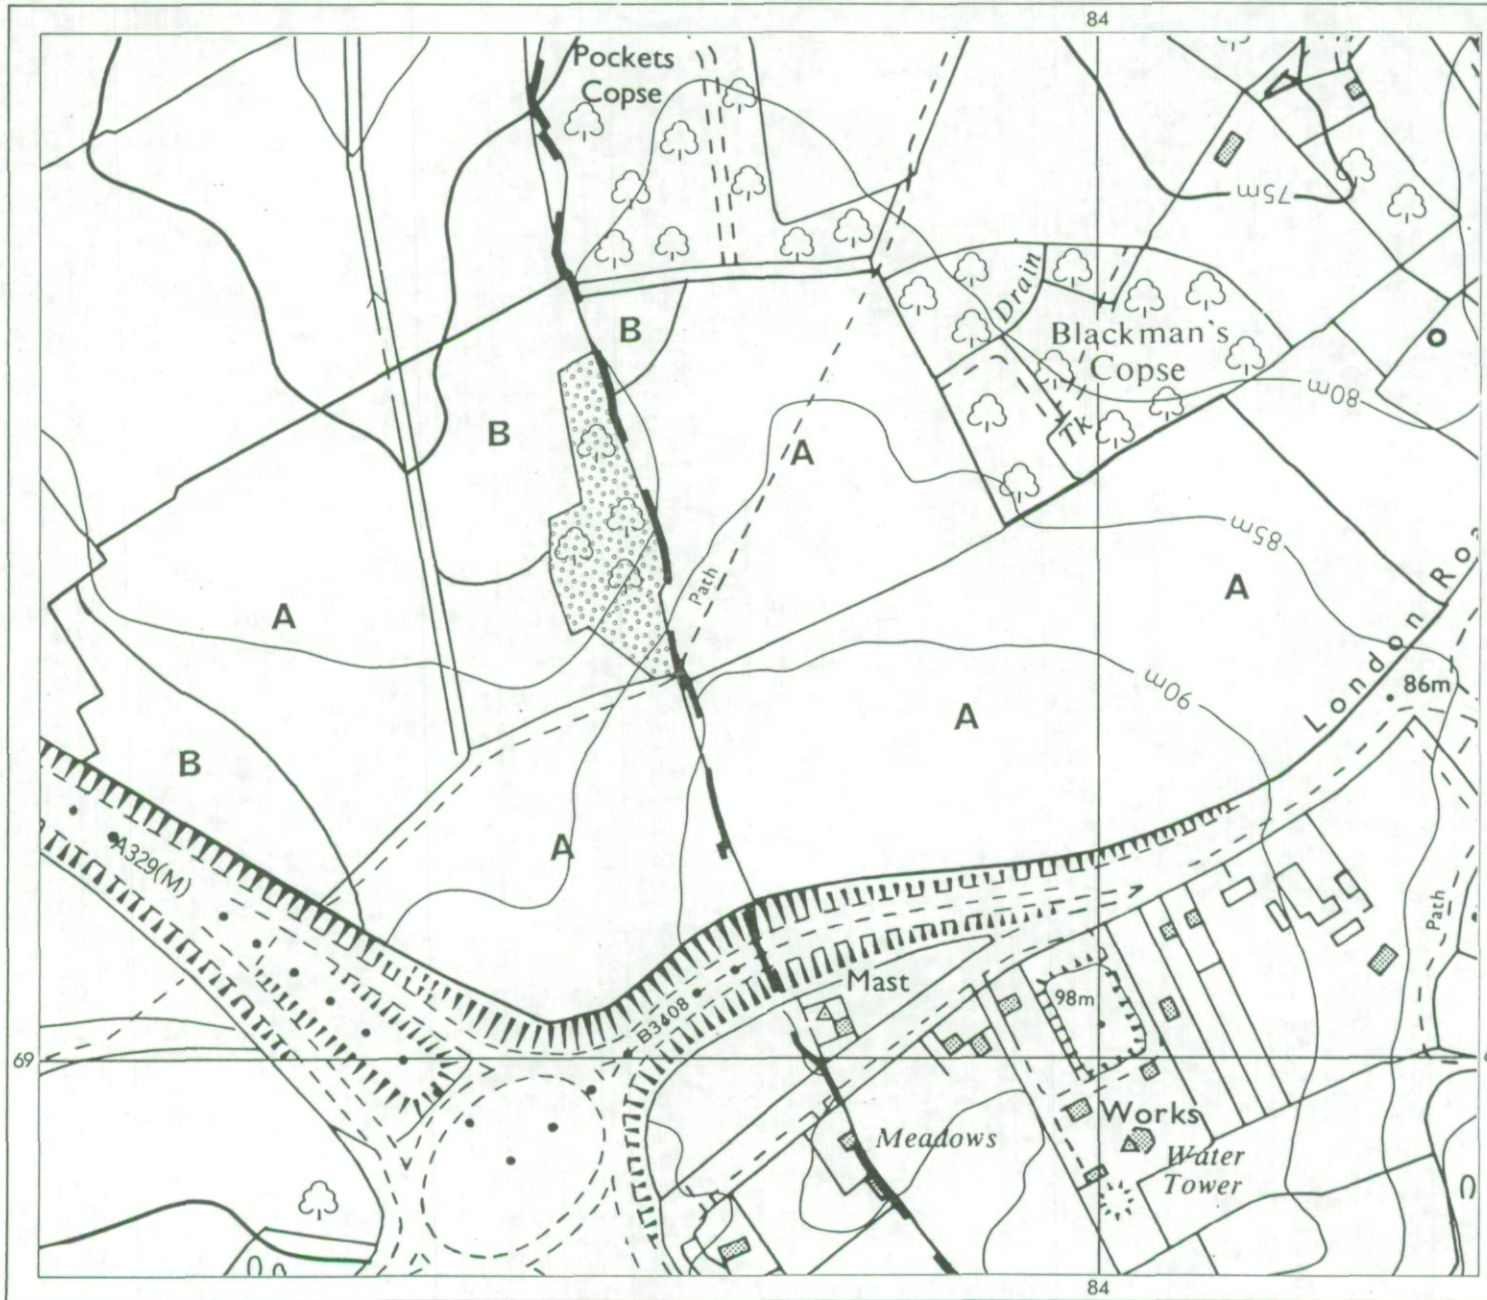 84
Pockets
Copse
75m
Drain
B
Blackman's
Copse
80m
B
A
Tk
85m
Path
A
A
London Ro
86m
90m
A
B
A
A329(M)
Path
B3408
Mast
98m
69
Works
Meadows
Water
Tower
84